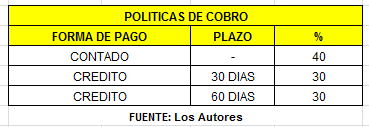 POLITICAS DE COBRO
FORMA DE PAGO PLAZO %
CONTADO - 40
CREDITO 30 DIAS 30
CREDITO 60 DIAS 30
FUENTE: Los Autores